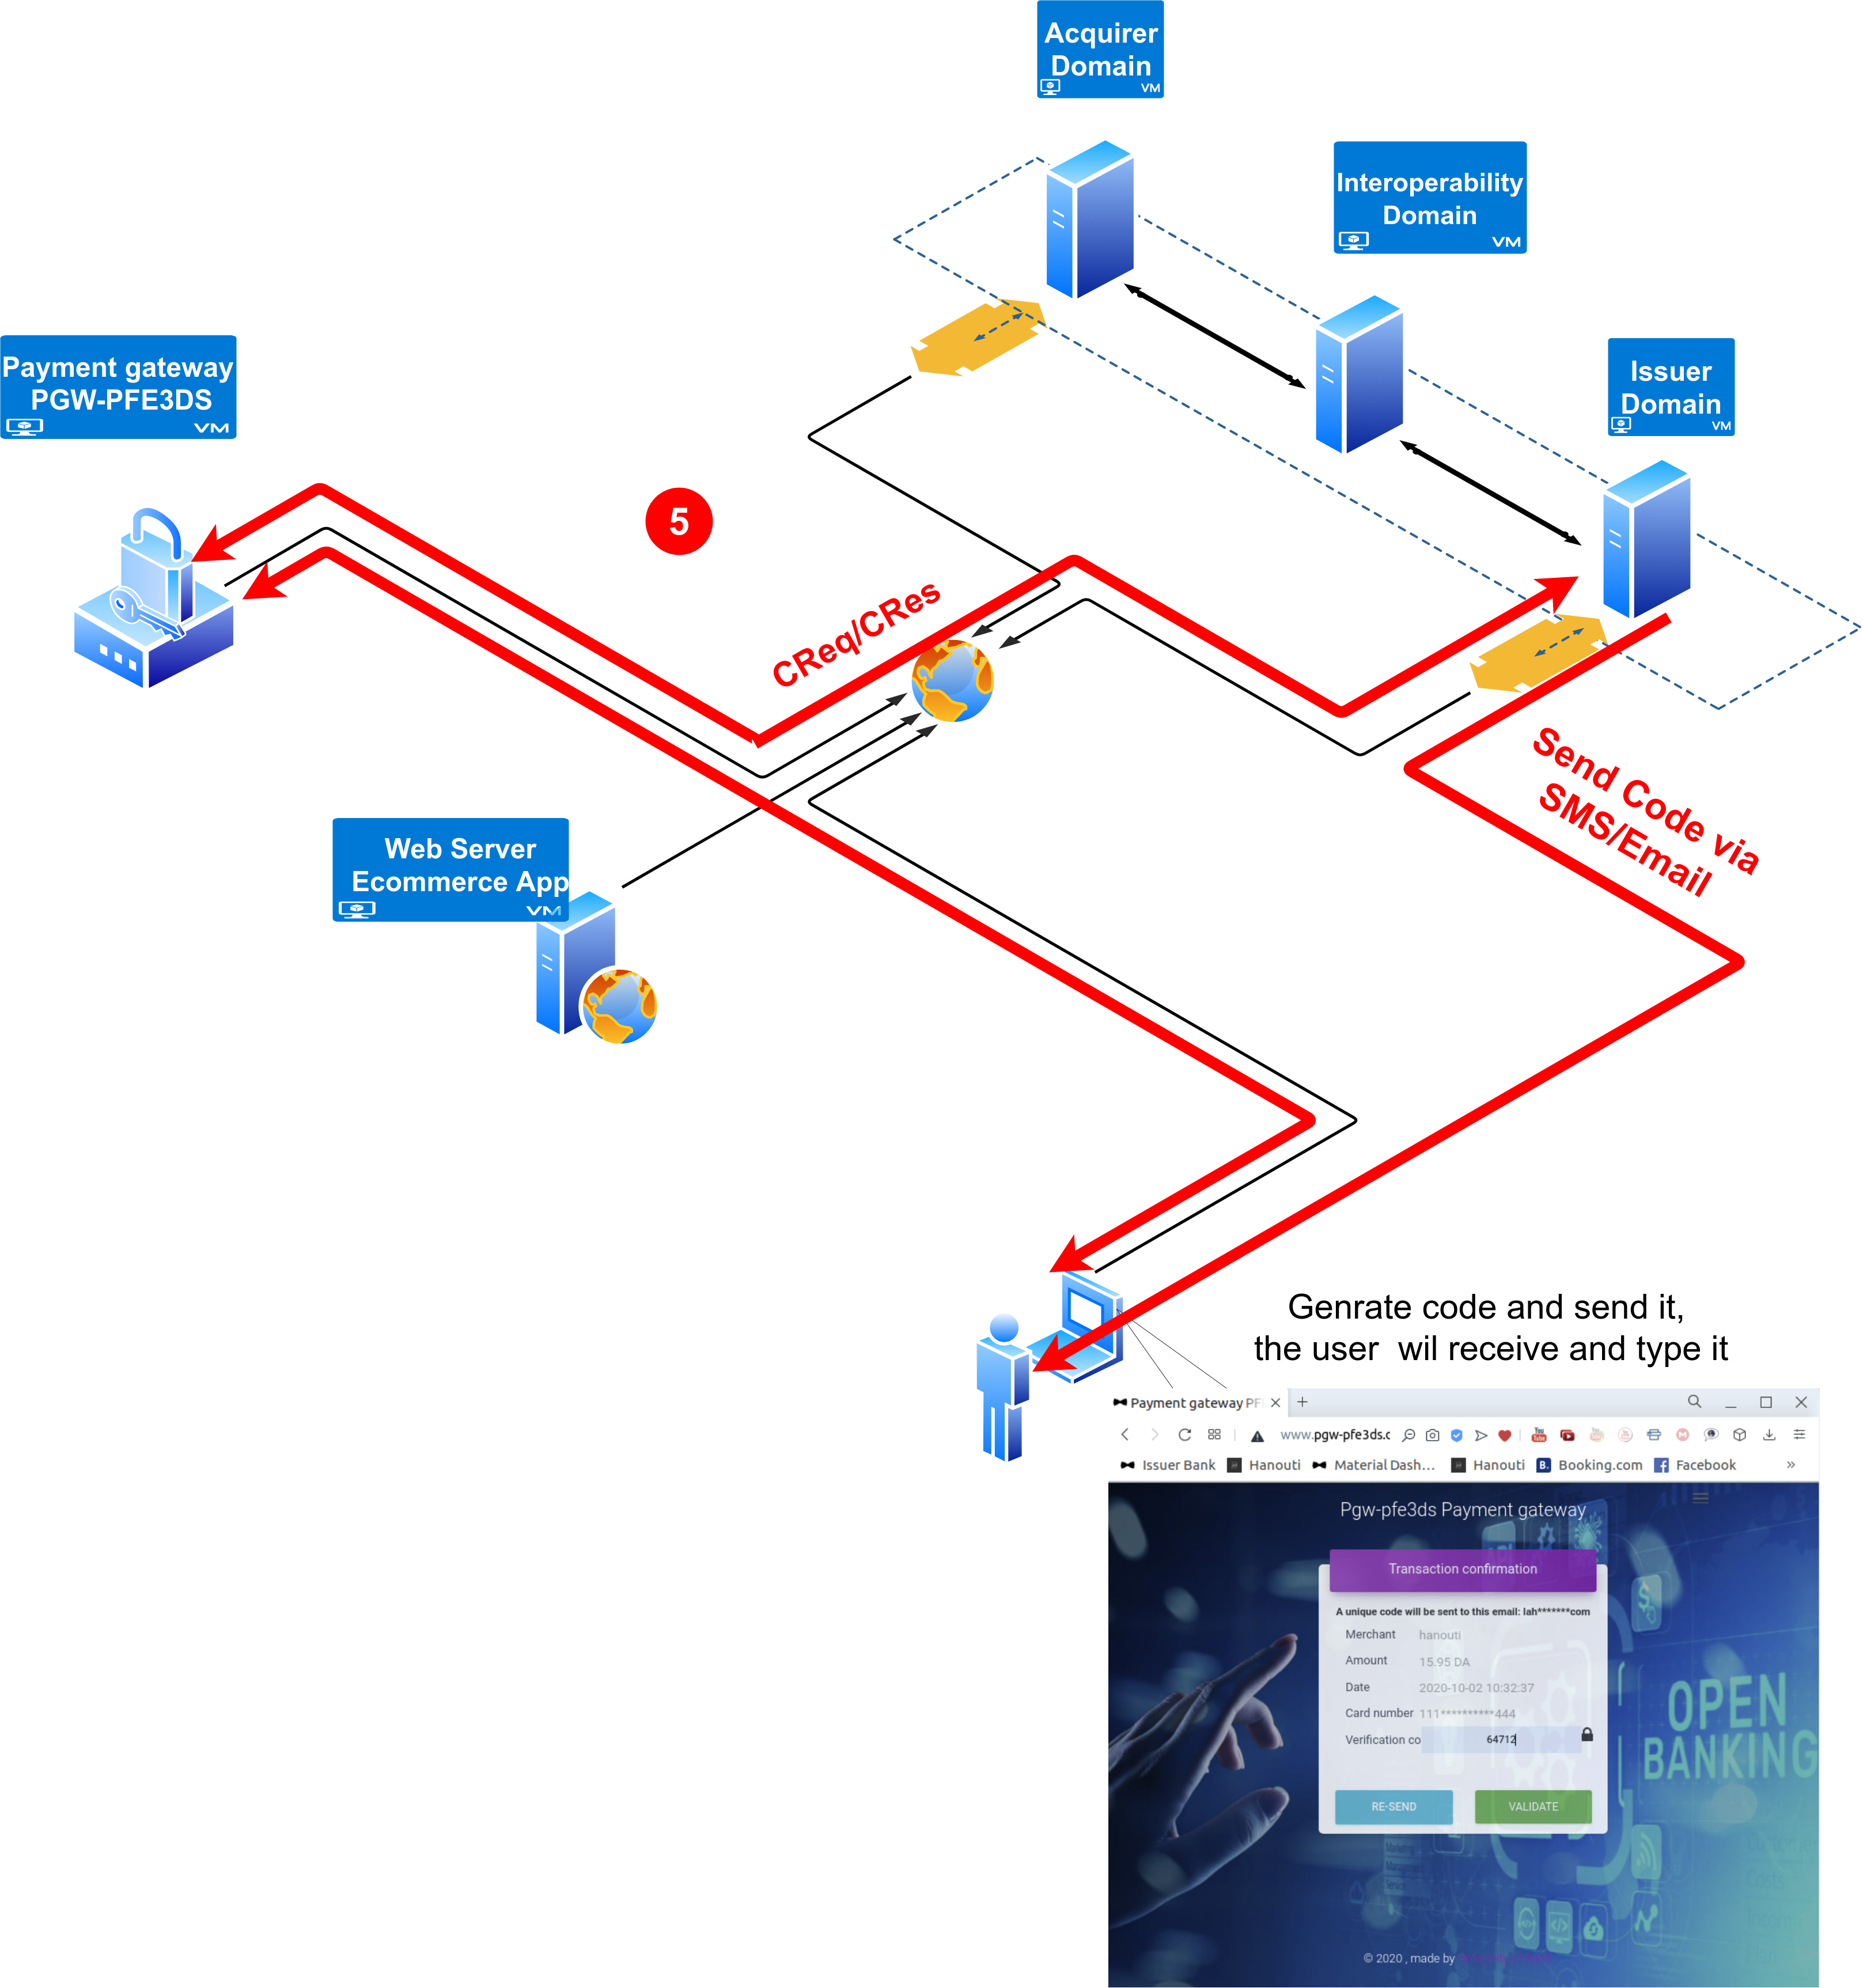 Acquirer
Domain
VM
Interoperability
Domain
VM
Issuer
Domain
VM
Payment gateway
PGW-PFE3DS
VM
5
CReq/CRes
Send Code via
SMS/Email
Web Server
Ecommerce App
VM
Genrate code and send it,
the user wil receive and type it
Payment gateway PF
www.pgw-pfe3ds.c
Issuer Bank Hanouti Material Dash... Hanouti Booking.com Facebook »
Pgw-pfe3ds Payment gateway
Transaction confirmation
A unique code will be sent to this email: lah*******com
Merchant hanouti
Amount 15.95 DA
Date 2020-10-02 10:32:37
Card number 111**********444
Verification co 64712
RE-SEND VALIDATE
OPEN
BANKING
© 2020 , made by